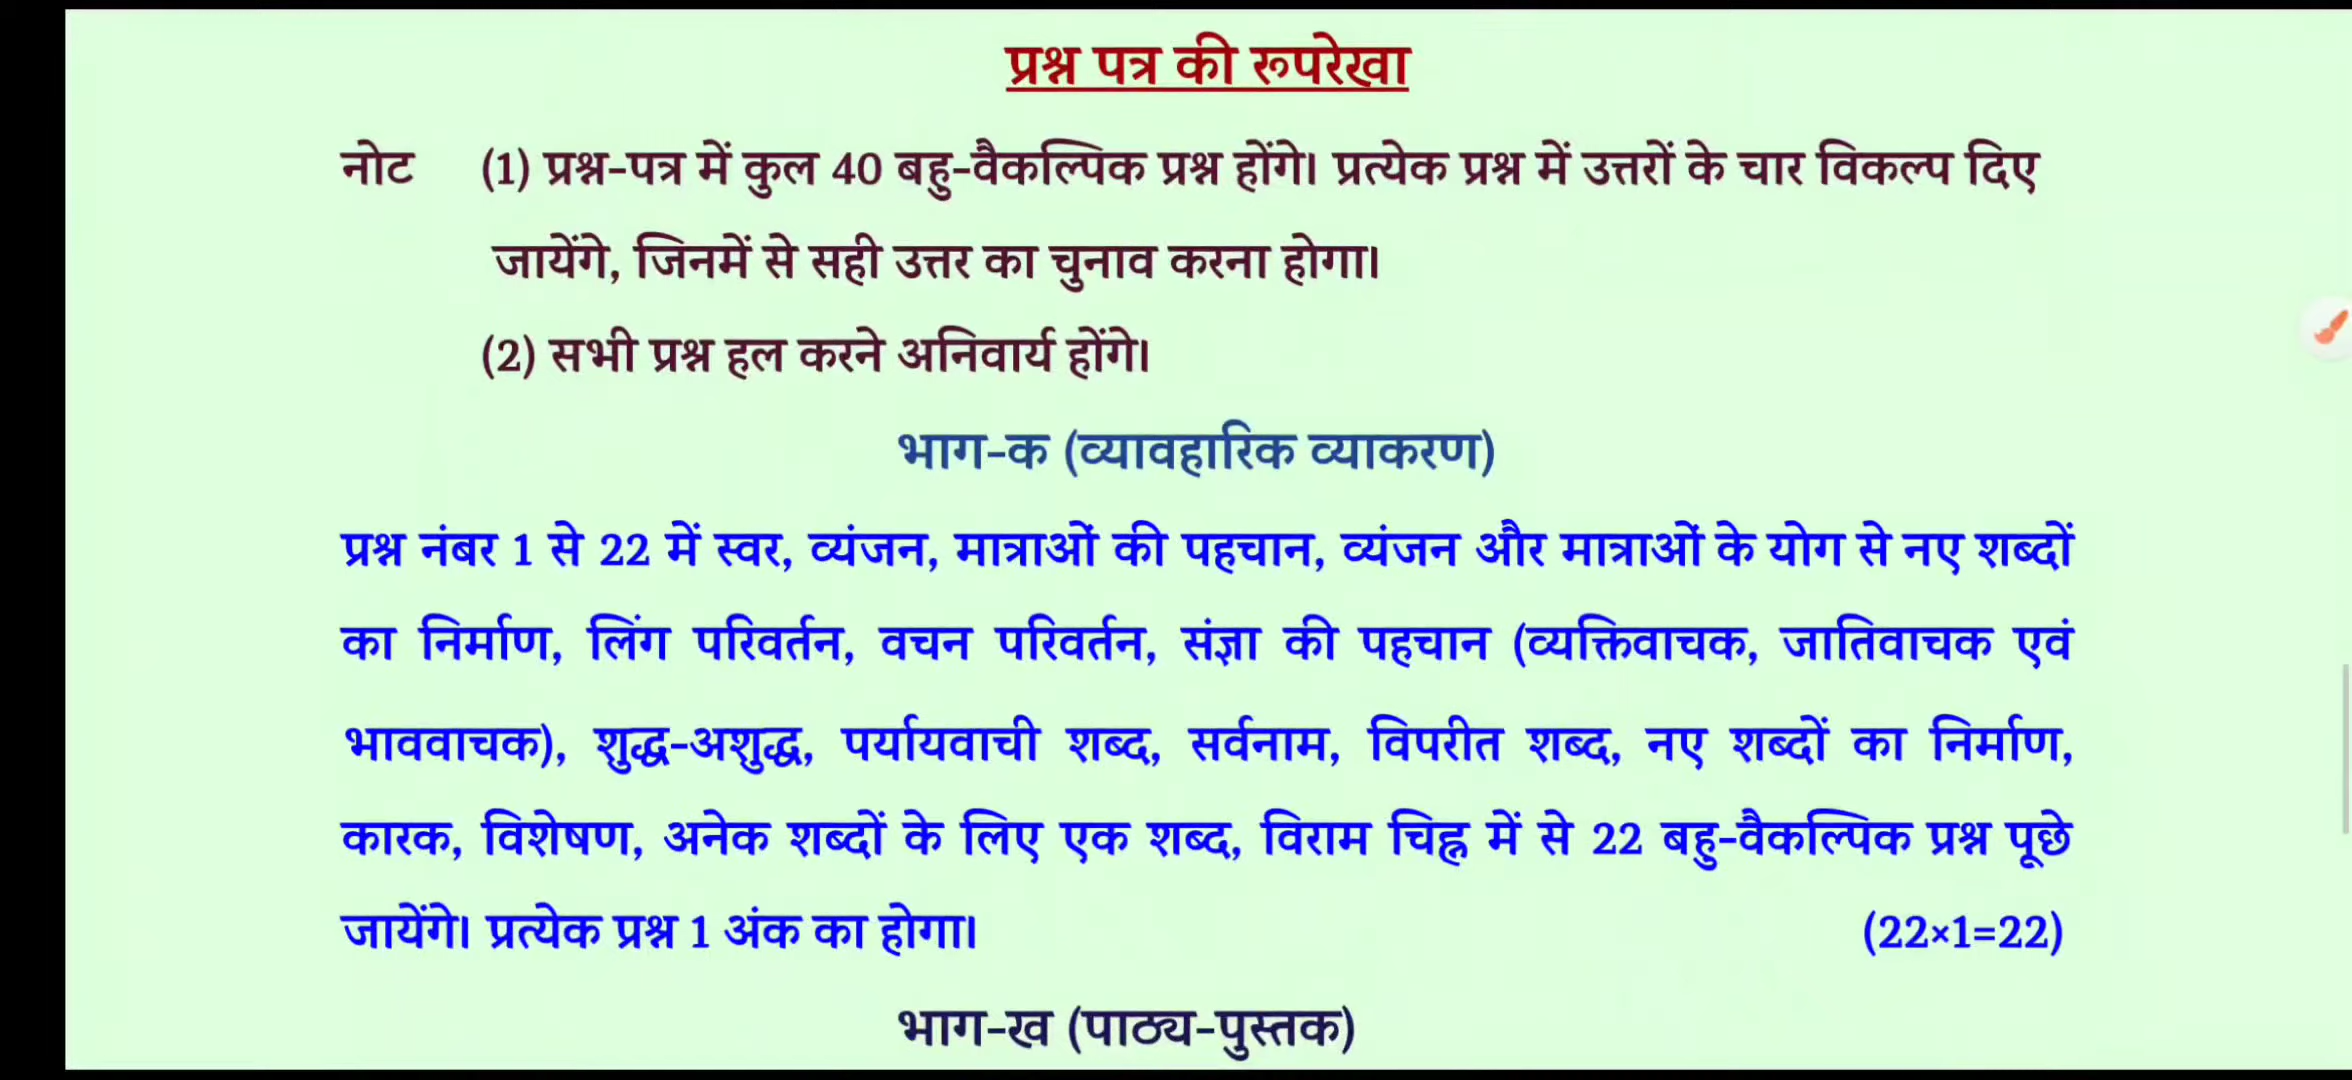 प्रश्न पत्र की रुपरेखा
नोट (1) प्रश्न-पत्र में कुल 40 बहु-वैकल्पिक प्रश्न होंगे। प्रत्येक प्रश्न में उत्तरों के चार विकल्प दिए
जायेंगे, जिनमें से सही उत्तर का चुनाव करना होगा।
(2) सभी प्रश्न हल करने अनिवार्य होंगे।
भाग-क (व्यावहारिक व्याकरण)
प्रश्न नंबर 1 से 22 में स्वर, व्यंजन, मात्राओं की पहचान, व्यंजन और मात्राओं के योग से नए शब्दों
का निर्माण, लिंग परिवर्तन, वचन परिवर्तन, संज्ञा की पहचान (व्यक्तिवाचक, जातिवाचक एवं
भाववाचक), शुद्ध-अशुद्ध, पर्यायवाची शब्द, सर्वनाम, विपरीत शब्द, नए शब्दों का निर्माण,
कारक, विशेषण, अनेक शब्दों के लिए एक शब्द, विराम चिह्न में से 22 बहु-वैकल्पिक प्रश्न पूछे
जायेंगे। प्रत्येक प्रश्न 1 अंक का होगा। (22×1=22)
भाग-ख (पाठ्य-पुस्तक)